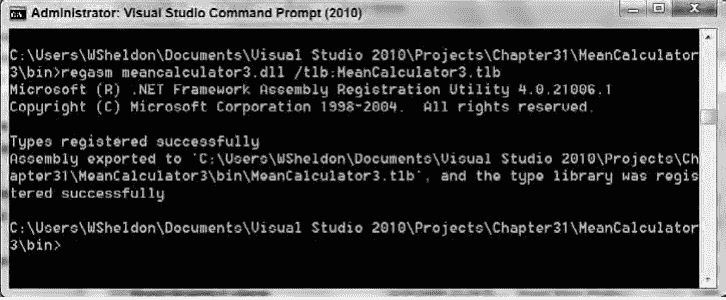 Administrator: Visual Studio Command Prompt (2010)
C:\Users\WSheldon\Documents\Visual Studio 2010\Projects\Chapter31\MeanCalculator
3\bin>regasm meancalculator3.dll /tlb:MeanCalculator3.tlb
Microsoft (R) .NET Framework Assembly Registration Utility 4.0.21006.1
Copyright (C) Microsoft Corporation 1998-2004.  All rights reserved.
Types registered successfully
Assembly exported to 'C:\Users\WSheldon\Documents\Visual Studio 2010\Projects\Ch
apter31\MeanCalculator3\bin\MeanCalculator3.tlb', and the type library was regis
tered successfully
C:\Users\WSheldon\Documents\Visual Studio 2010\Projects\Chapter31\MeanCalculator
3\bin>